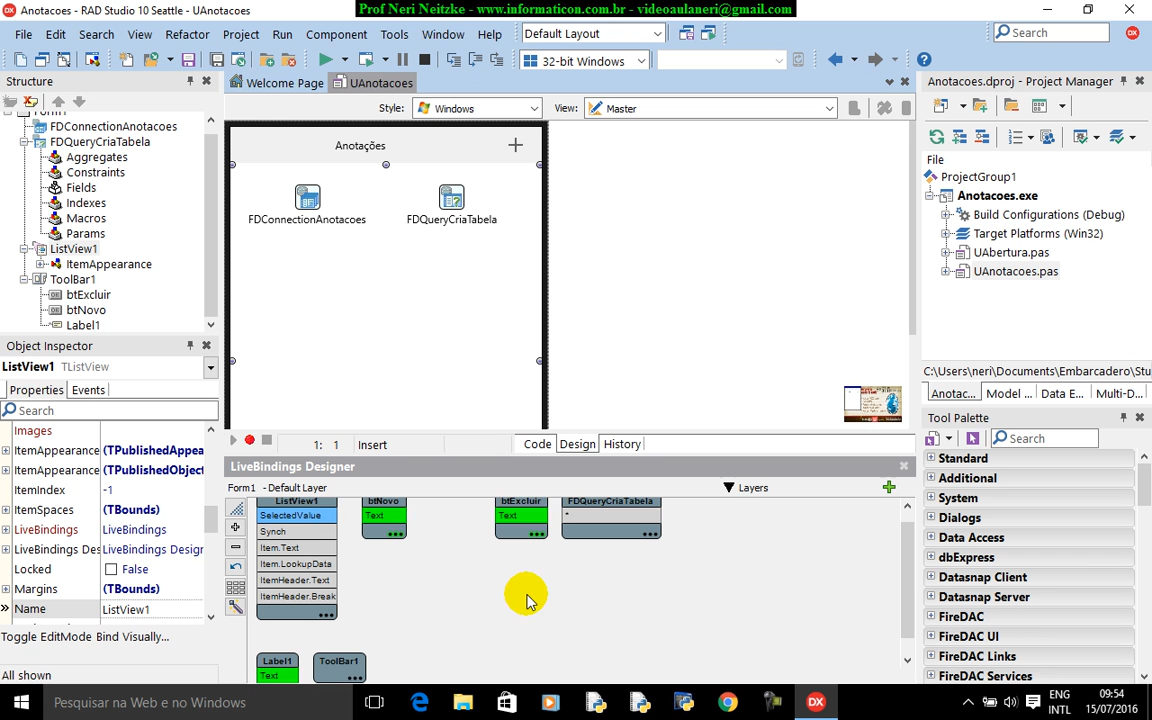 Anotacoes - RAD Studio 10 Seattle - UAnotacoes
Prof Neri Neitzke - www.informaticon.com.br - videoaulaneri@gmail.com
File Edit Search View Refactor Project Run Component Tools Window Help
Default Layout
Search
32-bit Windows
Structure
Welcome Page
UAnotacoes
Anotacoes.dproj - Project Manager
Style:
Windows
View:
Master
FDConnectionAnotacoes
FDQueryCriaTabela
Aggregates
Constraints
Fields
Indexes
Macros
Params
ListView1
ItemAppearance
ToolBar1
btExcluir
btNovo
Label1
Anotações
FDConnectionAnotacoes
FDQueryCriaTabela
File
ProjectGroup1
Anotacoes.exe
Build Configurations (Debug)
Target Platforms (Win32)
UAbertura.pas
UAnotacoes.pas
C:\Users\neri\Documents\Embarcadero\Stu
Anotac... Model ... Data E... Multi-D...
Object Inspector
ListView1 TListView
Properties Events
Search
Images
ItemAppearance (TPublishedAppea
ItemAppearance (TPublishedObject
ItemIndex -1
ItemSpaces (TBounds)
LiveBindings LiveBindings
LiveBindings Des LiveBindings Design
Locked False
Margins (TBounds)
Name ListView1
Toggle EditMode Bind Visually...
All shown
1: 1 Insert
Code Design History
LiveBindings Designer
Form1 - Default Layer
Layers
ListView1
SelectedValue
Synch
Item.Text
Item.LookupData
ItemHeader.Text
ItemHeader.Break
btNovo
Text
btExcluir
Text
FDQueryCriaTabela
*
Label1
Text
ToolBar1
Tool Palette
Search
Standard
Additional
System
Dialogs
Data Access
dbExpress
Datasnap Client
Datasnap Server
FireDAC
FireDAC UI
FireDAC Links
FireDAC Services
Pesquisar na Web e no Windows
DX
ENG
INTL
09:54
15/07/2016